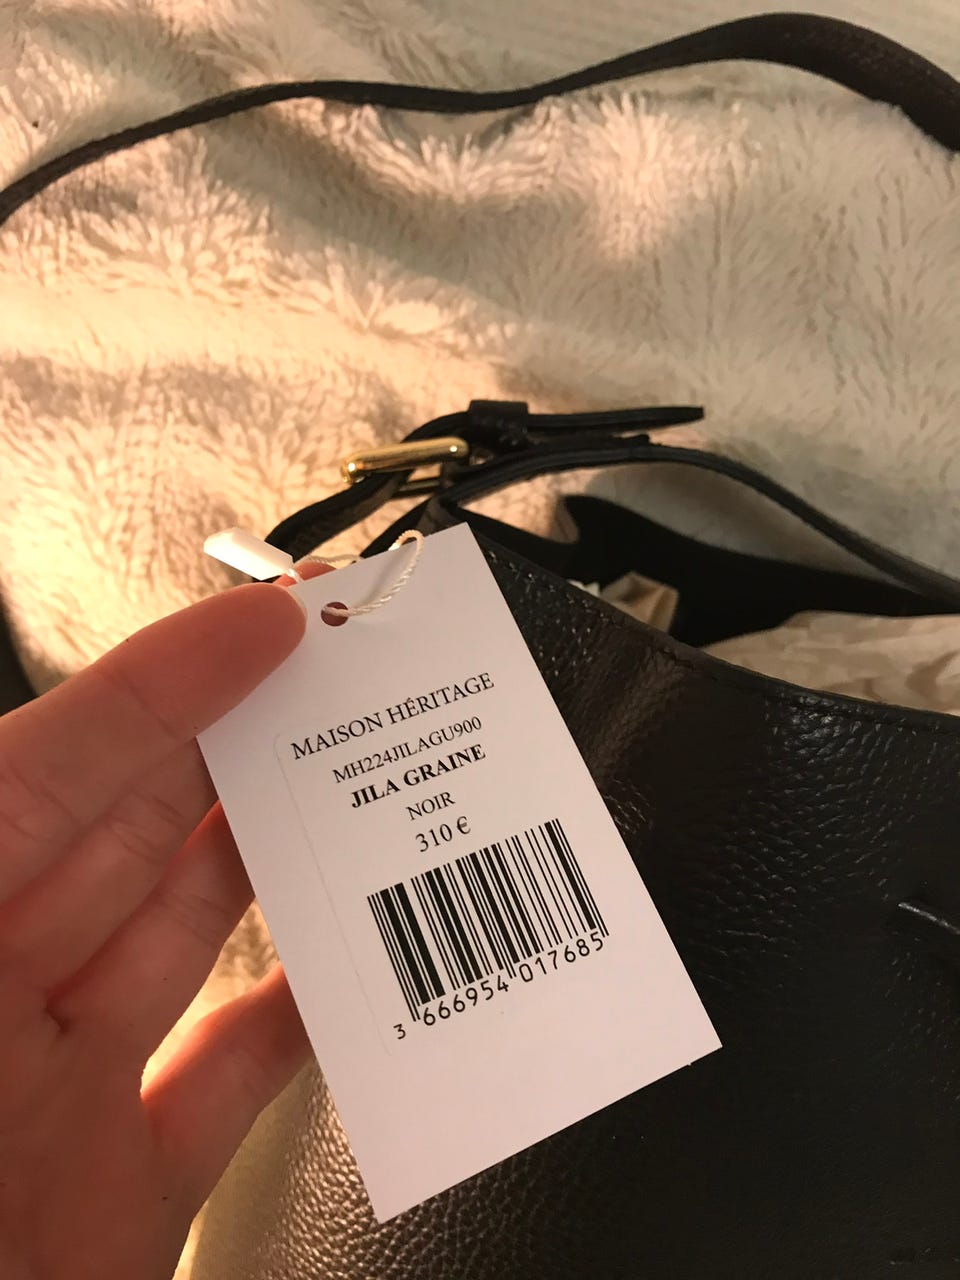 MAISON HÉRITAGE
MH224JILAGU900
JILA GRAINE
NOIR
310 €
3 666954 017685